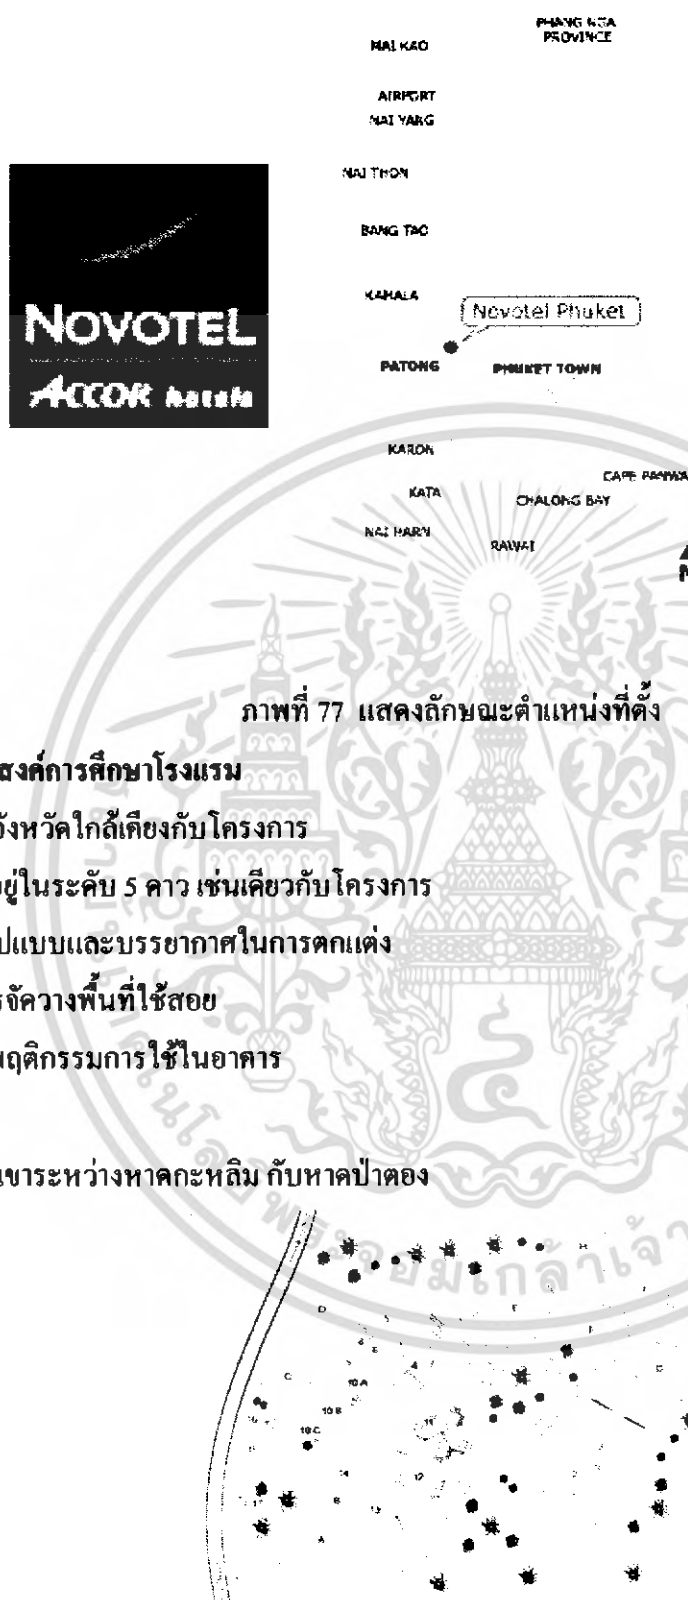 PHANG NGA
PROVINCE
MAI KAO
AIRPORT
NAI YANG
NAI THON
BANG TAO
KAMALA
Novotel Phuket
PATONG
PHUKET TOWN
KARON
KATA
CHALONG BAY
NAI HARN
RAWAI
NOVOTEL
ACCOR hotels
ภาพที่ 77 แสดงลักษณะตำแหน่งที่ตั้ง
สงค์การศึกษาโรงแรม
จังหวัดใกล้เคียงกับโครงการ
อยู่ในระดับ 5 ดาว เช่นเดียวกับโครงการ
ปแบบและบรรยากาศในการตกแต่ง
รจัดวางพื้นที่ใช้สอย
พฤติกรรมการใช้ในอาคาร
นเขาระหว่างหาดกะหลิม กับหาดป่าตอง
D
C
10 A
10 B
10 C
11
14
12
B
A